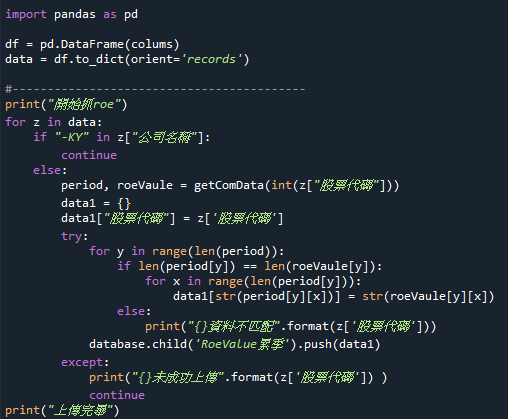 import pandas as pd
df = pd.DataFrame(colums)
data = df.to_dict(orient='records')
#------------------------------------------
print("開始抓roe")
for z in data:
    if "-KY" in z["公司名稱"]:
        continue
    else:
        period, roeVaule = getComData(int(z["股票代碼"]))
        data1 = {}
        data1["股票代碼"] = z['股票代碼']
        try:
            for y in range(len(period)):
                if len(period[y]) == len(roeVaule[y]):
                    for x in range(len(period[y])):
                        data1[str(period[y][x])] = str(roeVaule[y][x])
                else:
                    print("{}資料不匹配".format(z['股票代碼']))
            database.child('RoeValue累季').push(data1)
        except:
            print("{}未成功上傳".format(z['股票代碼']) )
            continue
print("上傳完畢")